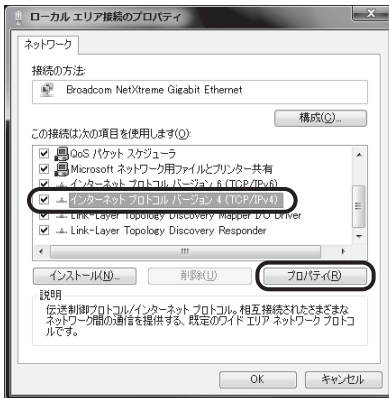 ローカル エリア接続のプロパティ
ネットワーク
接続の方法:
Broadcom NetXtreme Gigabit Ethernet
構成(C)...
この接続は次の項目を使用します(O):
QoS パケット スケジューラ
Microsoft ネットワーク用ファイルとプリンター共有
インターネット プロトコル バージョン 6 (TCP/IPv6)
インターネット プロトコル バージョン 4 (TCP/IPv4)
Link-Layer Topology Discovery Mapper I/O Driver
Link-Layer Topology Discovery Responder
インストール(N)...
削除(U)
プロパティ(R)
説明
伝送制御プロトコル/インターネット プロトコル。相互接続されたさまざまな
ネットワーク間の通信を提供する、既定のワイド エリア ネットワーク プロトコ
ルです。
OK
キャンセル